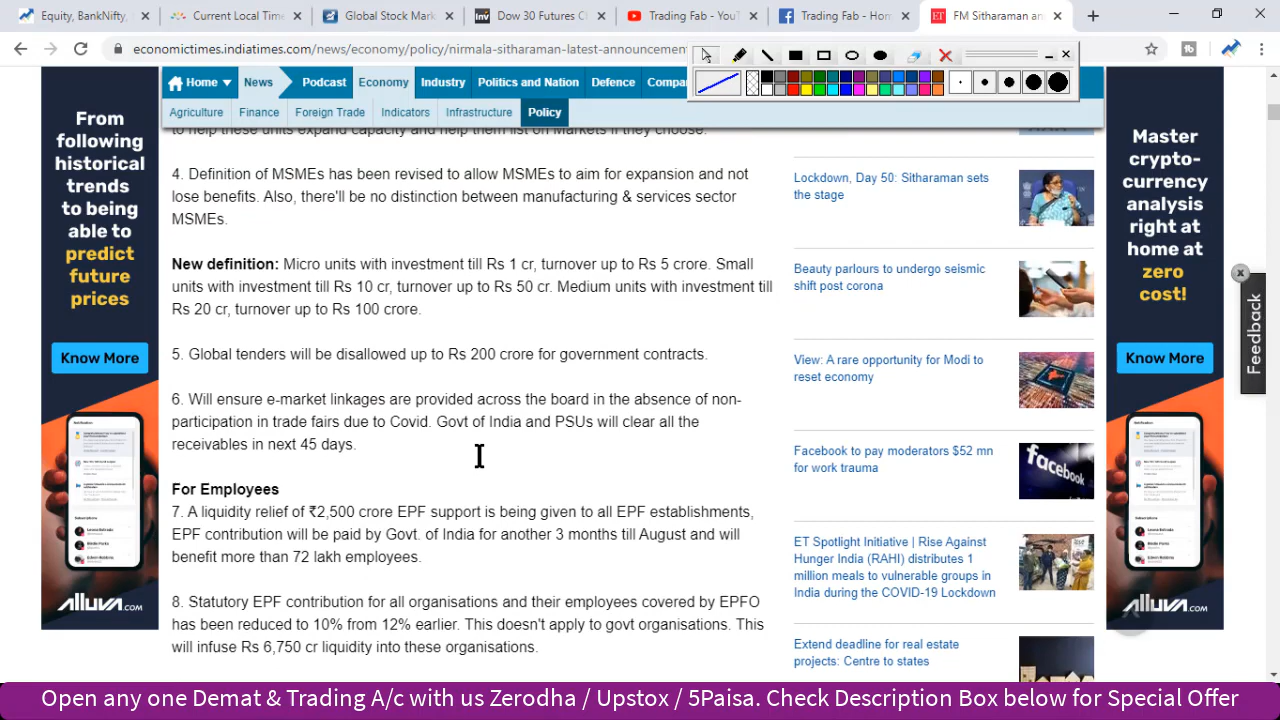 Equity, BankNifty,
Current Local Time
Global Stock Mark
Dow 30 Futures C
Trading Fab - YouT
Trading Fab - Hom
FM Sitharaman an
economictimes.indiatimes.com/news/economy/policy/nirmala-sitharaman-latest-announcement
Home
News
Podcast
Economy
Industry
Politics and Nation
Defence
Compa
Agriculture
Finance
Foreign Trade
Indicators
Infrastructure
Policy
From
following
historical
trends
to being
able to
predict
future
prices
Know More
ALLUVA.COM
to help these units expand capacity and help them list on Markets if they choose.
4. Definition of MSMEs has been revised to allow MSMEs to aim for expansion and not
lose benefits. Also, there'll be no distinction between manufacturing & services sector
MSMEs.
New definition: Micro units with investment till Rs 1 cr, turnover up to Rs 5 crore. Small
units with investment till Rs 10 cr, turnover up to Rs 50 cr. Medium units with investment till
Rs 20 cr, turnover up to Rs 100 crore.
5. Global tenders will be disallowed up to Rs 200 crore for government contracts.
6. Will ensure e-market linkages are provided across the board in the absence of non-
participation in trade fairs due to Covid. Govt of India and PSUs will clear all the
receivables in next 45 days.
For Employees
7. A liquidity relief of ₹2,500 crore EPF support is being given to all EPF establishments,
EPF contribution will be paid by Govt. of India for another 3 months till August and will
benefit more than 72 lakh employees.
8. Statutory EPF contribution for all organisations and their employees covered by EPFO
has been reduced to 10% from 12% earlier. This doesn't apply to govt organisations. This
will infuse Rs 6,750 cr liquidity into these organisations.
Lockdown, Day 50: Sitharaman sets
the stage
Beauty parlours to undergo seismic
shift post corona
View: A rare opportunity for Modi to
reset economy
Facebook to pay moderators $52 mn
for work trauma
facebook
ET Spotlight Initiative | Rise Against
Hunger India (RAHI) distributes 1
million meals to vulnerable groups in
India during the COVID-19 Lockdown
Extend deadline for real estate
projects: Centre to states
Master
crypto-
currency
analysis
right at
home at
zero
cost!
Know More
ALLUVA.COM
Feedback
Open any one Demat & Trading A/c with us Zerodha / Upstox / 5Paisa. Check Description Box below for Special Offer